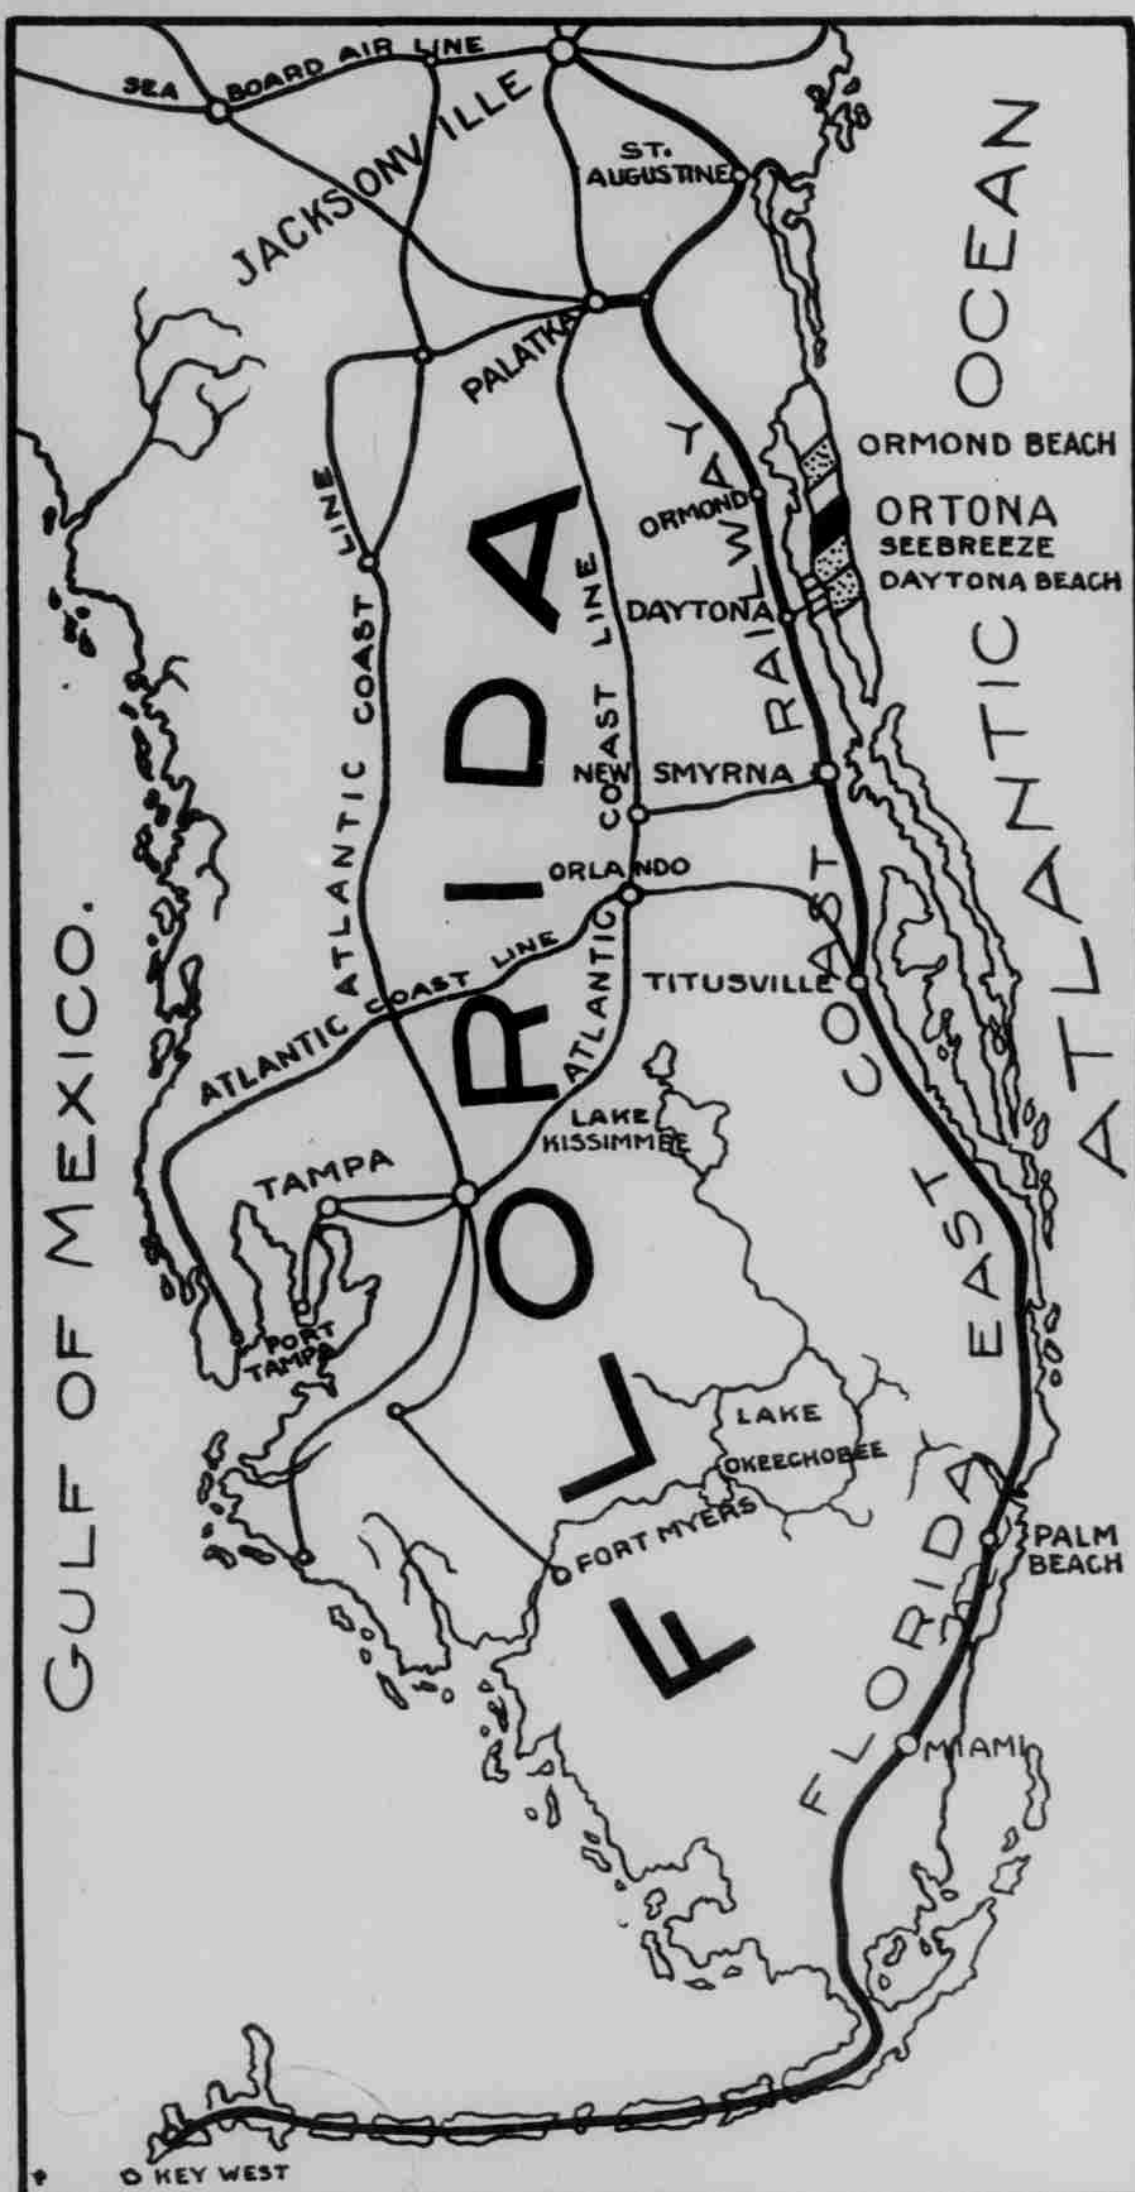 SEA BOARD AIR LINE
JACKSONVILLE
ST.
AUGUSTINE
PALATKA
ATLANTIC OCEAN
ORMOND BEACH
ORTONA
SEEBREEZE
DAYTONA BEACH
ORMOND
DAYTONA
NEW SMYRNA
ORLANDO
TITUSVILLE
ATLANTIC COAST LINE
ATLANTIC COAST LINE
ATLANTIC COAST LINE
FLORIDA
FLORIDA EAST COAST RAILWAY
GULF OF MEXICO.
LAKE
KISSIMMEE
TAMPA
PORT
TAMPA
LAKE
OKEECHOBEE
FORT MYERS
PALM
BEACH
MIAMI
KEY WEST